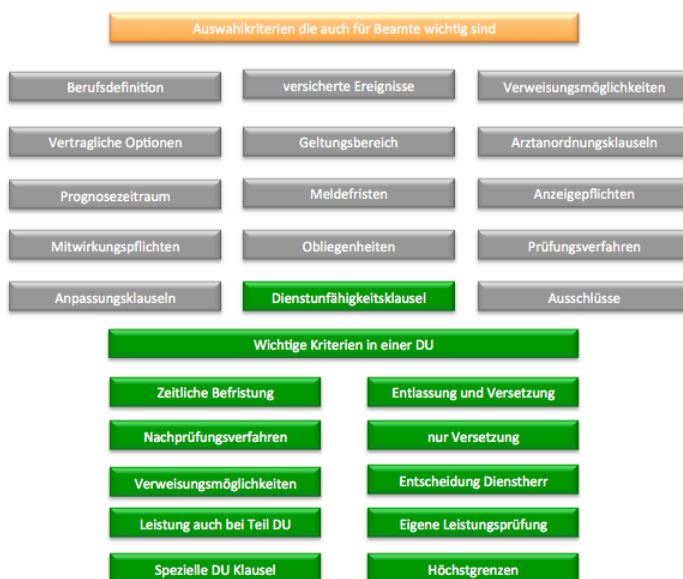 Auswahlkriterien die auch für Beamte wichtig sind
Berufsdefinition
versicherte Ereignisse
Verweisungsmöglichkeiten
Vertragliche Optionen
Geltungsbereich
Arztanordnungsklauseln
Prognosezeitraum
Meldefristen
Anzeigepflichten
Mitwirkungspflichten
Obliegenheiten
Prüfungsverfahren
Anpassungsklauseln
Dienstunfähigkeitsklausel
Ausschlüsse
Wichtige Kriterien in einer DU
Zeitliche Befristung
Entlassung und Versetzung
Nachprüfungsverfahren
nur Versetzung
Verweisungsmöglichkeiten
Entscheidung Dienstherr
Leistung auch bei Teil DU
Eigene Leistungsprüfung
Spezielle DU Klausel
Höchstgrenzen